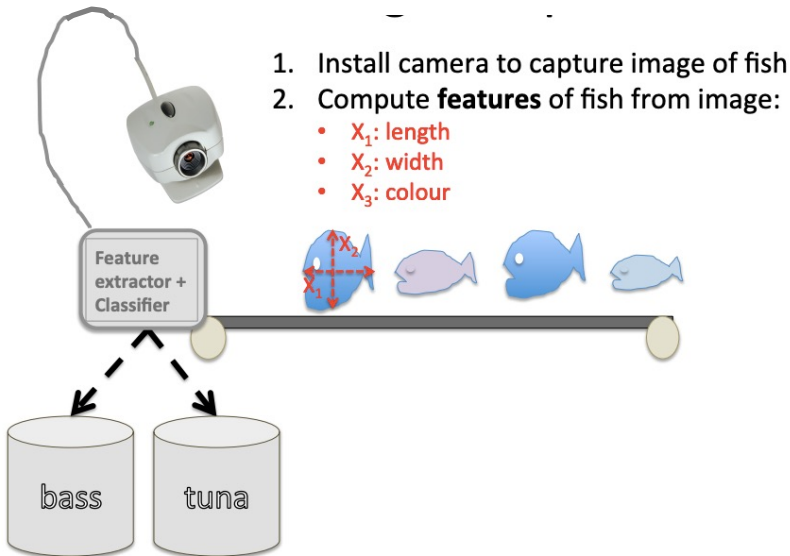 1. Install camera to capture image of fish
2. Compute features of fish from image:
• X₁: length
• X₂: width
• X₃: colour
Feature
extractor +
Classifier
X₂
X₁
bass
tuna